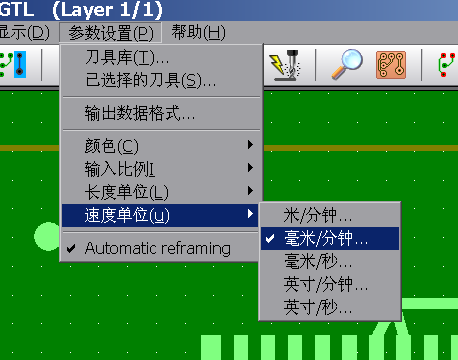 GTL (Layer 1/1)
显示(D) 参数设置(P) 帮助(H)
刀具库(T)...
已选择的刀具(S)...
输出数据格式...
颜色(C)
输入比例I
长度单位(L)
速度单位(u)
Automatic reframing
米/分钟...
毫米/分钟...
毫米/秒...
英寸/分钟...
英寸/秒...